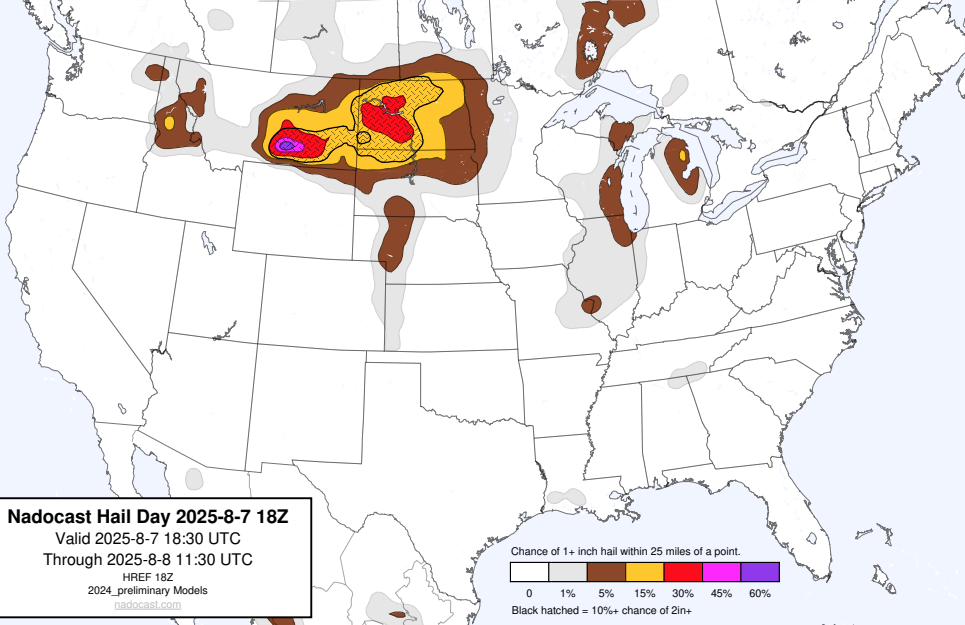 Nadocast Hail Day 2025-8-7 18Z
Valid 2025-8-7 18:30 UTC
Through 2025-8-8 11:30 UTC
HREF 18Z
2024_preliminary Models
nadocast.com
Chance of 1+ inch hail within 25 miles of a point.
0 1% 5% 15% 30% 45% 60%
Black hatched = 10%+ chance of 2in+